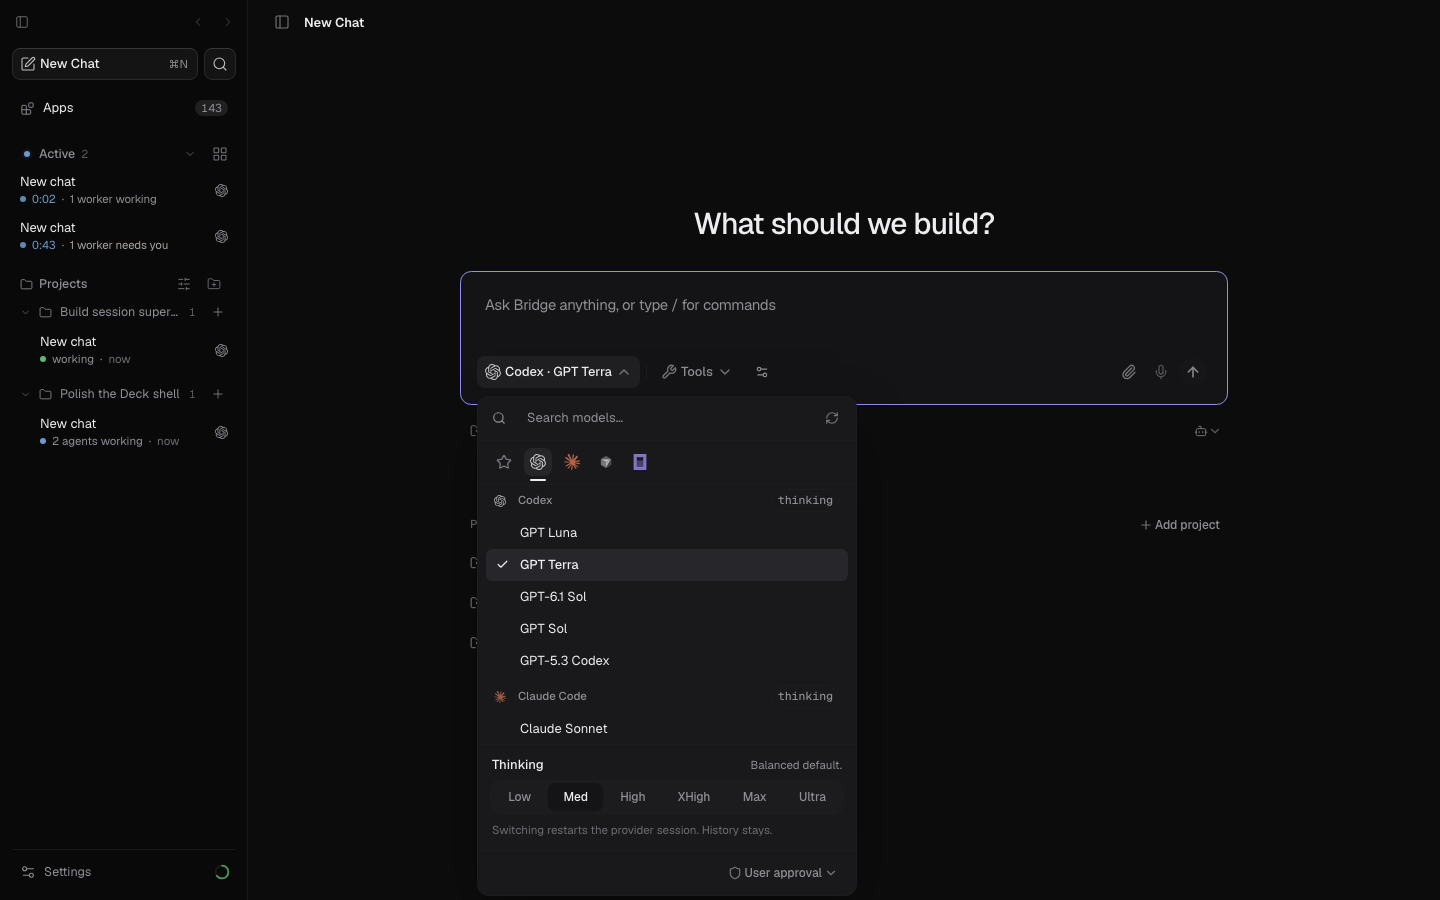 New Chat
New Chat ⌘N
Apps 143
Active 2
New chat
0:02 · 1 worker working
New chat
0:43 · 1 worker needs you
Projects
Build session super... 1
New chat
working · now
Polish the Deck shell 1
New chat
2 agents working · now
Settings
What should we build?
Ask Bridge anything, or type / for commands
Codex · GPT Terra
Tools
Search models...
Codex thinking
GPT Luna
GPT Terra
GPT-6.1 Sol
GPT Sol
GPT-5.3 Codex
Claude Code thinking
Claude Sonnet
Thinking Balanced default.
Low Med High XHigh Max Ultra
Switching restarts the provider session. History stays.
User approval
P
+ Add project